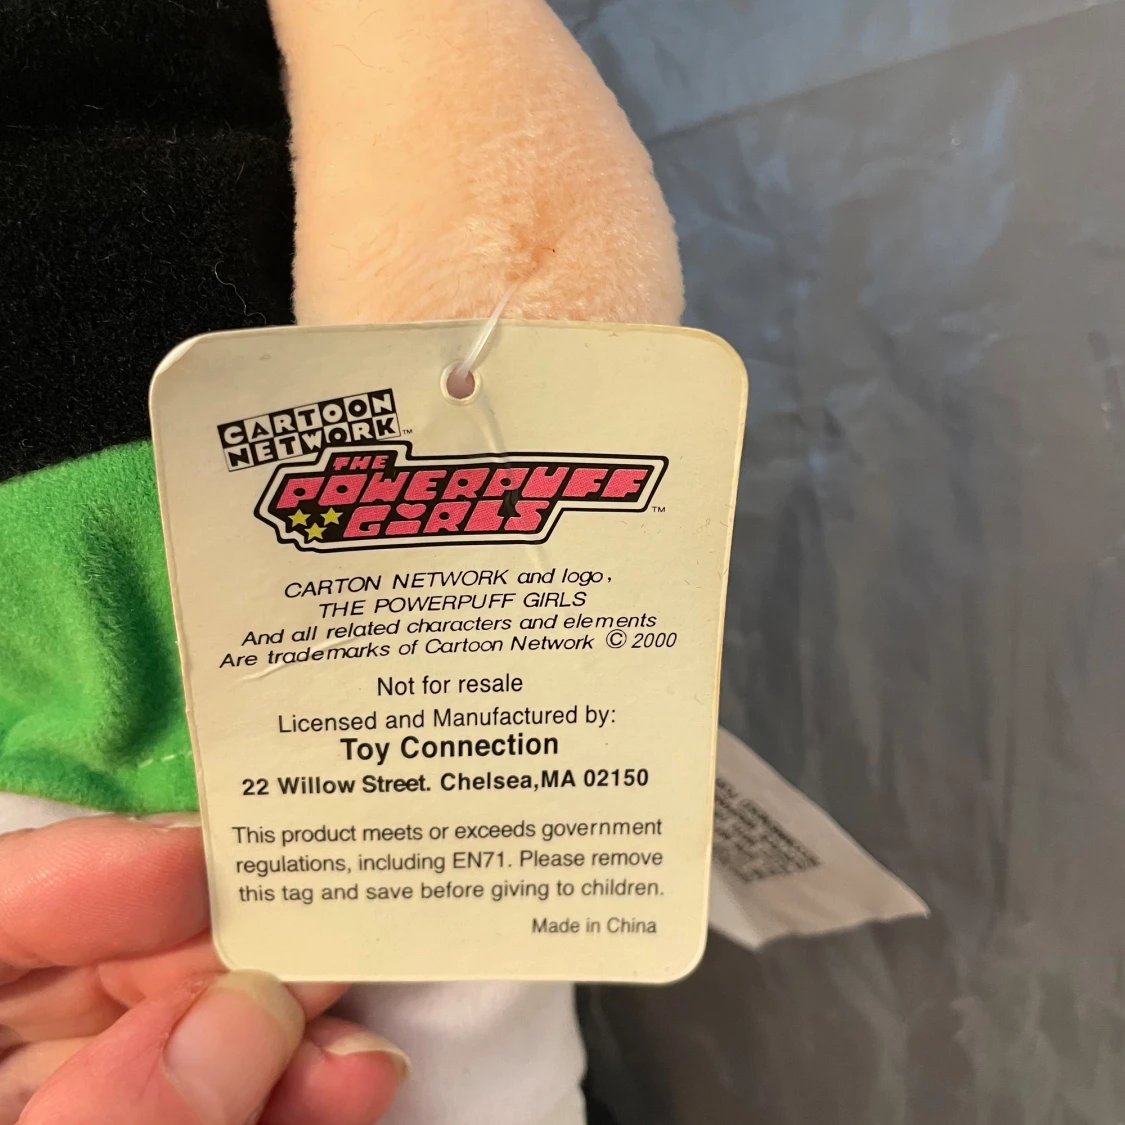 CARTOON
NETWORK™
THE
POWERPUFF
GIRLS™
CARTON NETWORK and logo,
THE POWERPUFF GIRLS
And all related characters and elements
Are trademarks of Cartoon Network © 2000
Not for resale
Licensed and Manufactured by:
Toy Connection
22 Willow Street. Chelsea,MA 02150
This product meets or exceeds government
regulations, including EN71. Please remove
this tag and save before giving to children.
Made in China